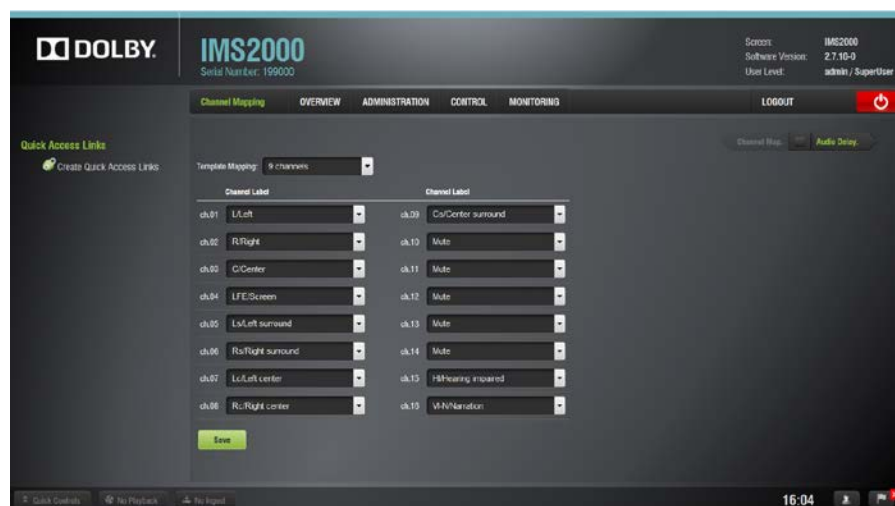 DOLBY.
IMS2000
Serial Number: 199000
Screen: IMS2000
Software Version: 2.7.10-0
User Level: admin / SuperUser
Channel Mapping OVERVIEW ADMINISTRATION CONTROL MONITORING LOGOUT
Quick Access Links
Create Quick Access Links
Channel Map. Audio Delay.
Template Mapping: 9 channels
Channel Label Channel Label
ch.01 L/Left ch.09 Cs/Center surround
ch.02 R/Right ch.10 Mute
ch.03 C/Center ch.11 Mute
ch.04 LFE/Screen ch.12 Mute
ch.05 Ls/Left surround ch.13 Mute
ch.06 Rs/Right surround ch.14 Mute
ch.07 Lc/Left center ch.15 HI/Hearing impaired
ch.08 Rc/Right center ch.16 VI-N/Narration
Save
Quick Controls No Playback No Ingest 16:04